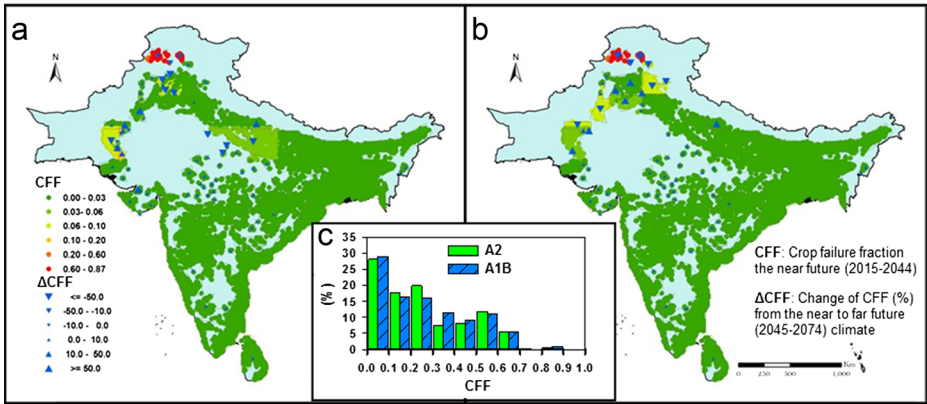 a
N
CFF
0.00 - 0.03
0.03- 0.06
0.06 - 0.10
0.10 - 0.20
0.20 - 0.60
0.60 - 0.87
ΔCFF
<= -50.0
-50.0 - -10.0
-10.0 - 0.0
0.0 - 10.0
10.0 - 50.0
>= 50.0
b
N
CFF: Crop failure fraction
the near future (2015-2044)
ΔCFF: Change of CFF (%)
from the near to far future
(2045-2074) climate
Km
0 250 500 1,000
c
35
30
25
20
15
10
5
0
(%)
A2
A1B
0.0 0.1 0.2 0.3 0.4 0.5 0.6 0.7 0.8 0.9 1.0
CFF